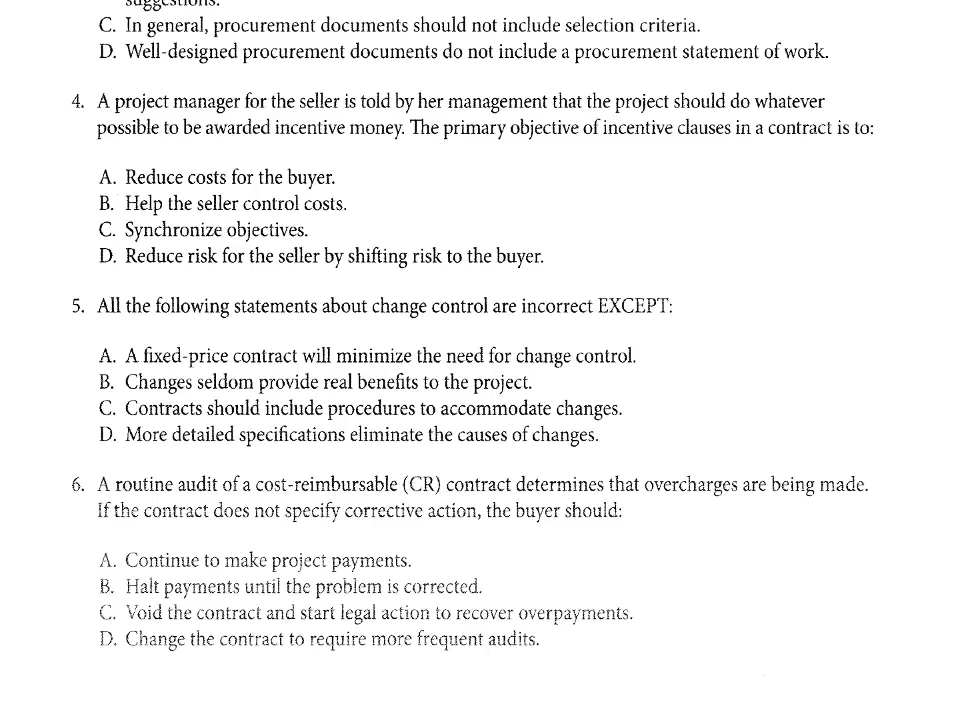 suggestions.
C. In general, procurement documents should not include selection criteria.
D. Well-designed procurement documents do not include a procurement statement of work.
4. A project manager for the seller is told by her management that the project should do whatever
possible to be awarded incentive money. The primary objective of incentive clauses in a contract is to:
A. Reduce costs for the buyer.
B. Help the seller control costs.
C. Synchronize objectives.
D. Reduce risk for the seller by shifting risk to the buyer.
5. All the following statements about change control are incorrect EXCEPT:
A. A fixed-price contract will minimize the need for change control.
B. Changes seldom provide real benefits to the project.
C. Contracts should include procedures to accommodate changes.
D. More detailed specifications eliminate the causes of changes.
6. A routine audit of a cost-reimbursable (CR) contract determines that overcharges are being made.
If the contract does not specify corrective action, the buyer should:
A. Continue to make project payments.
B. Halt payments until the problem is corrected.
C. Void the contract and start legal action to recover overpayments.
D. Change the contract to require more frequent audits.